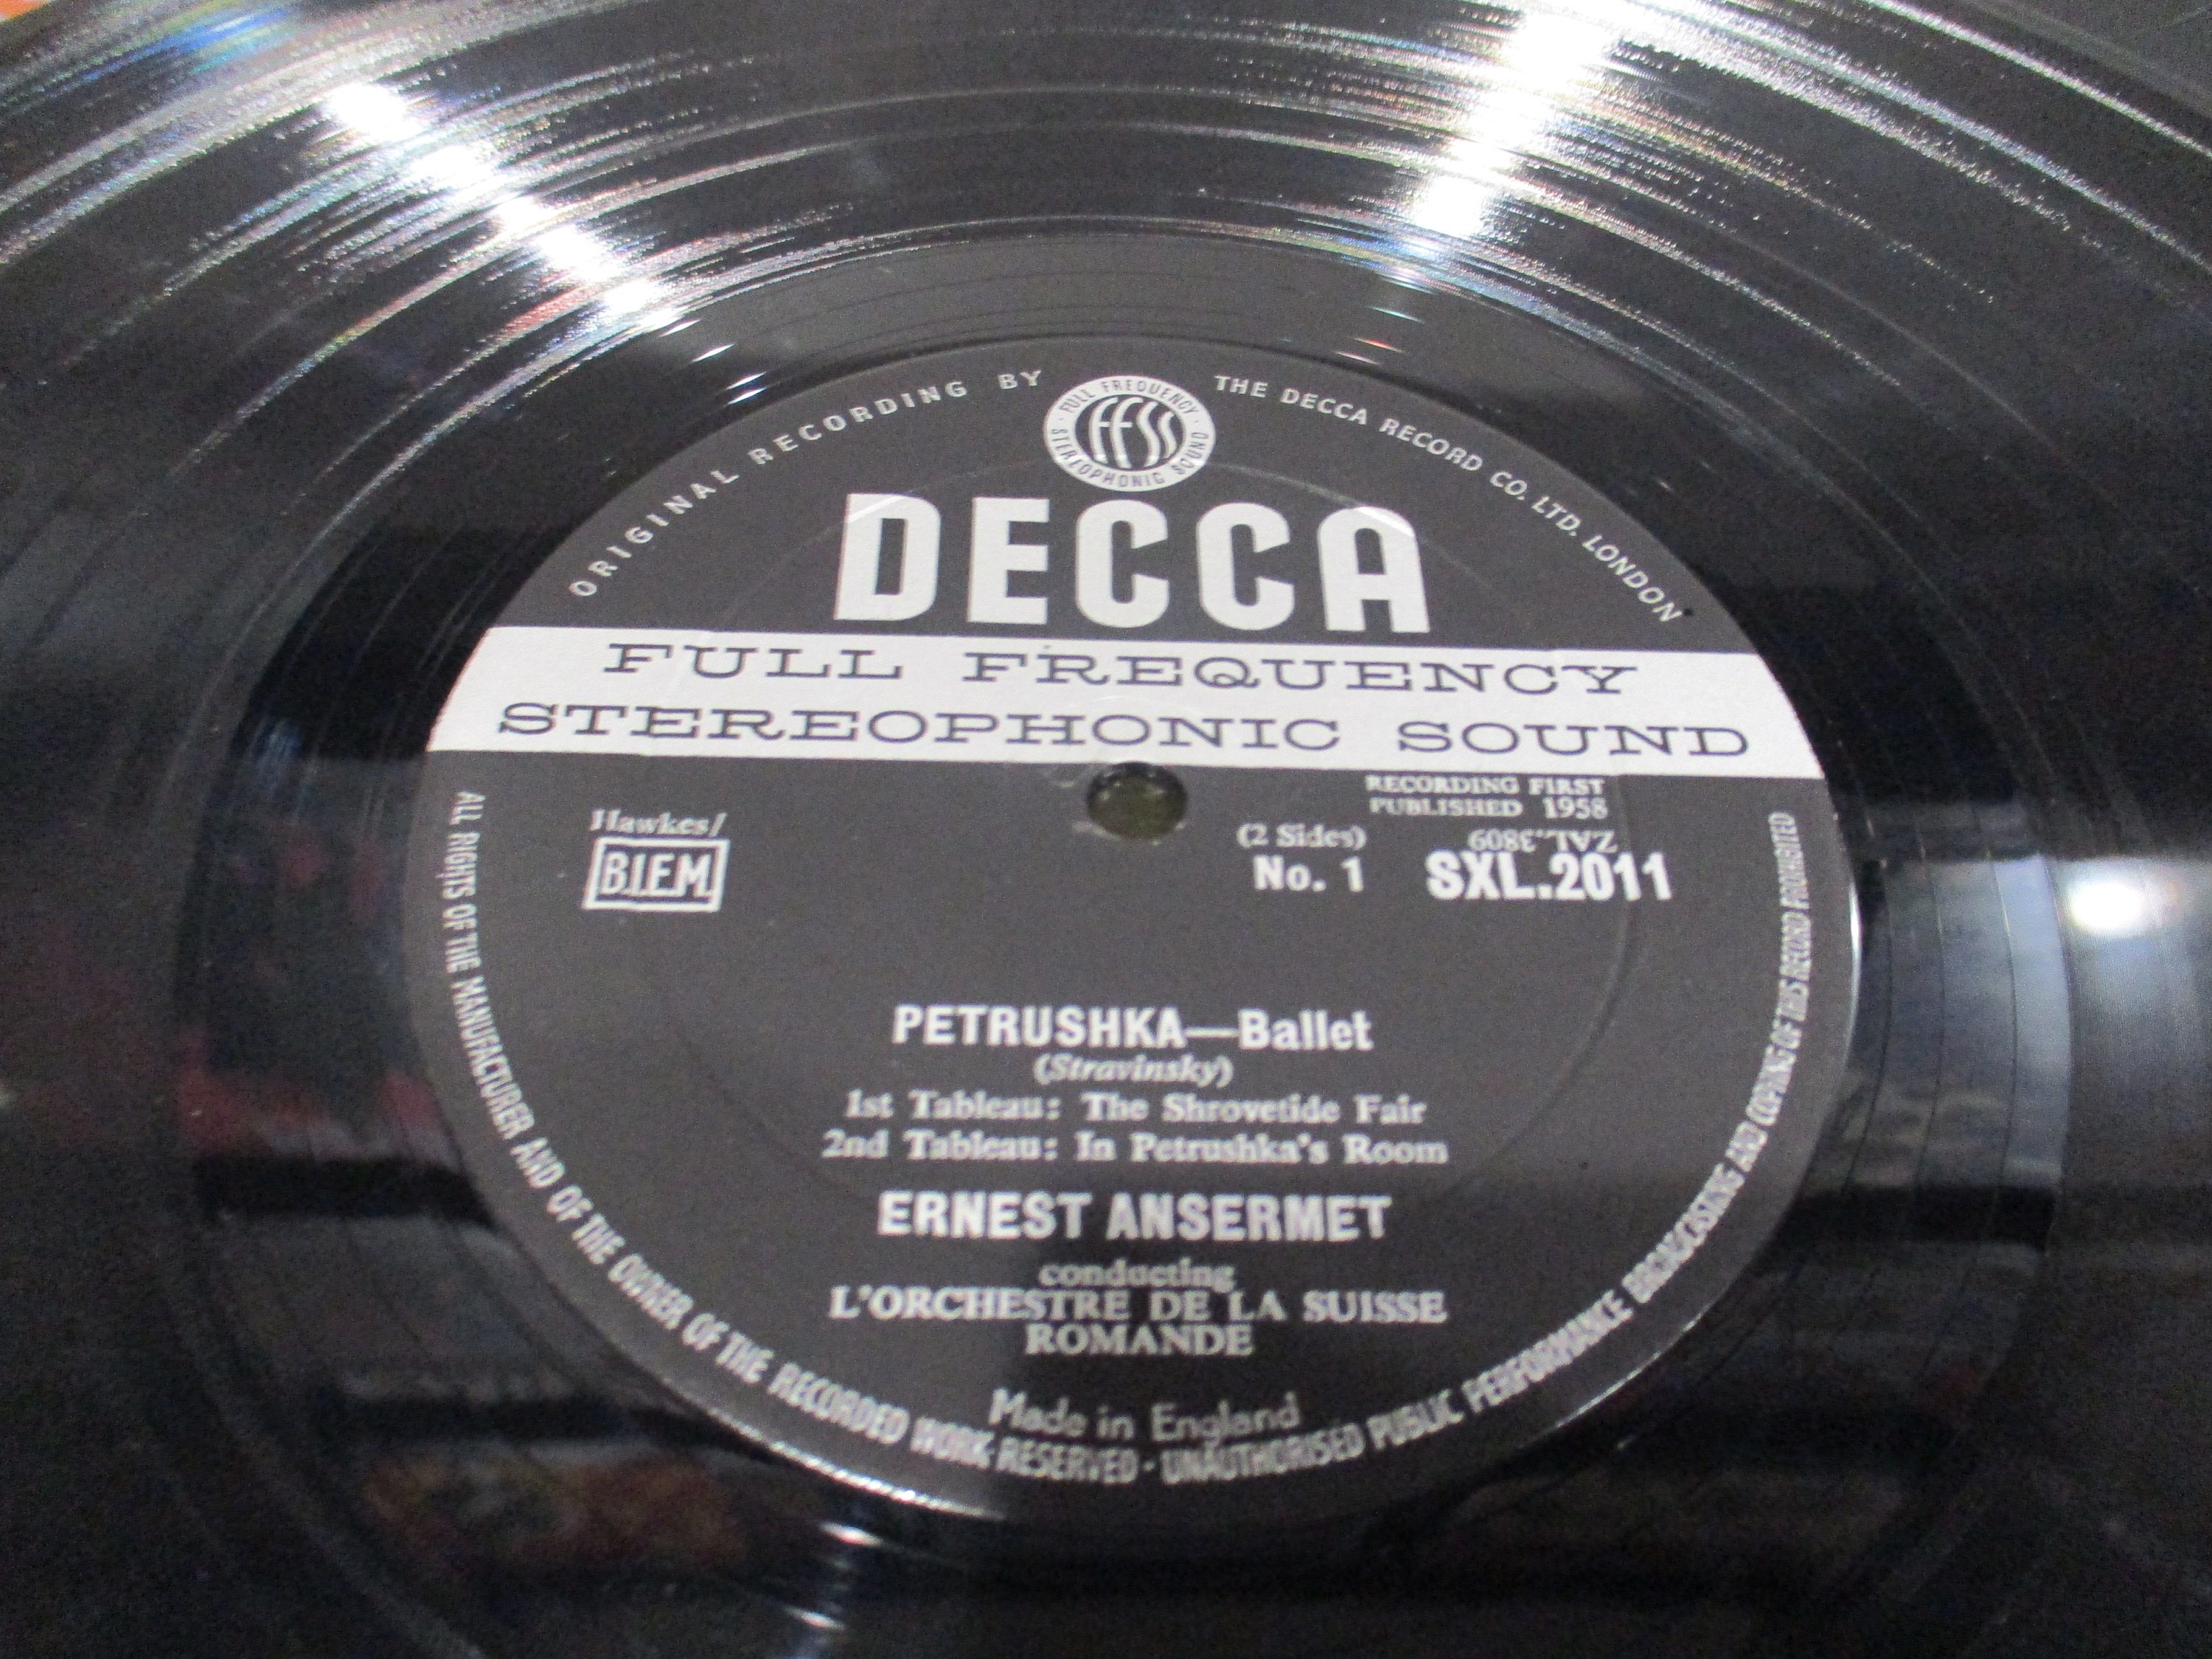 ORIGINAL RECORDING BY THE DECCA RECORD CO. LTD. LONDON
FULL FREQUENCY
ffss
STEREOPHONIC SOUND
DECCA
FULL FREQUENCY
STEREOPHONIC SOUND
RECORDING FIRST
PUBLISHED 1958
Hawkes/
B.I.E.M.
(2 Sides)
No. 1
ZAL.3809
SXL.2011
PETRUSHKA—Ballet
(Stravinsky)
1st Tableau: The Shrovetide Fair
2nd Tableau: In Petrushka's Room
ERNEST ANSERMET
conducting
L'ORCHESTRE DE LA SUISSE
ROMANDE
Made in England
ALL RIGHTS OF THE MANUFACTURER AND OF THE OWNER OF THE RECORDED WORK RESERVED · UNAUTHORISED PUBLIC PERFORMANCE BROADCASTING AND COPYING OF THIS RECORD PROHIBITED